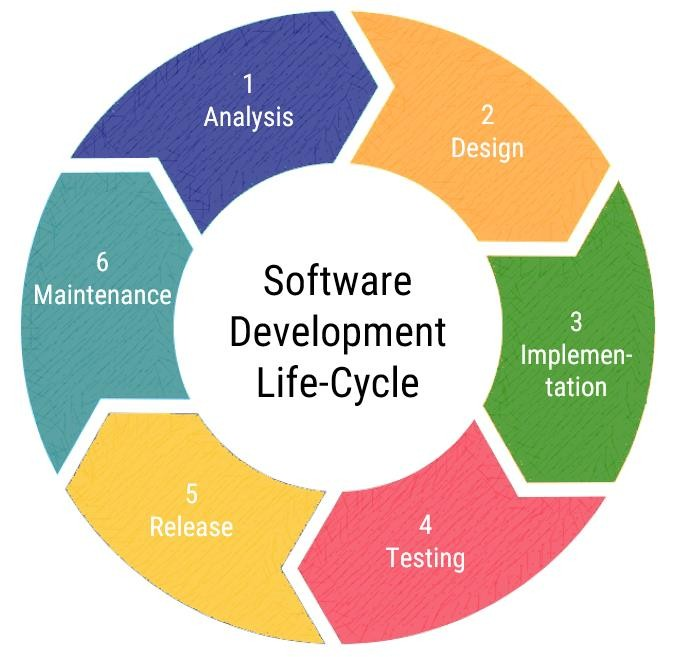 Software
Development
Life-Cycle
1
Analysis
2
Design
3
Implemen-
tation
4
Testing
5
Release
6
Maintenance